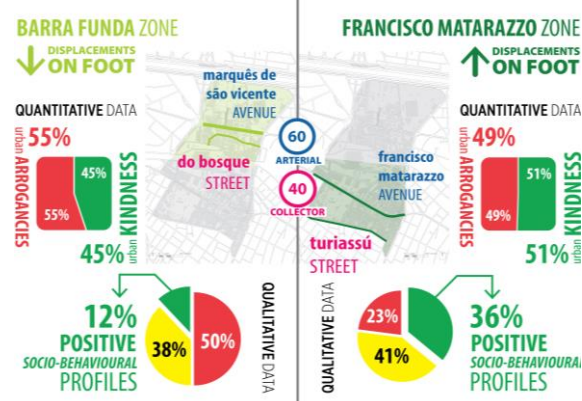 BARRA FUNDA ZONE
DISPLACEMENTS
ON FOOT
QUANTITATIVE DATA
urban ARROGANCIES
55%
45%
55%
urban KINDNESS
45%
marquês de
são vicente
AVENUE
do bosque
STREET
12%
POSITIVE
SOCIO-BEHAVIOURAL
PROFILES
38%
50%
QUALITATIVE DATA
60
ARTERIAL
40
COLLECTOR
FRANCISCO MATARAZZO ZONE
DISPLACEMENTS
ON FOOT
QUANTITATIVE DATA
francisco
matarazzo
AVENUE
turiassú
STREET
urban ARROGANCIES
49%
51%
49%
urban KINDNESS
51%
QUALITATIVE DATA
23%
41%
36%
POSITIVE
SOCIO-BEHAVIOURAL
PROFILES